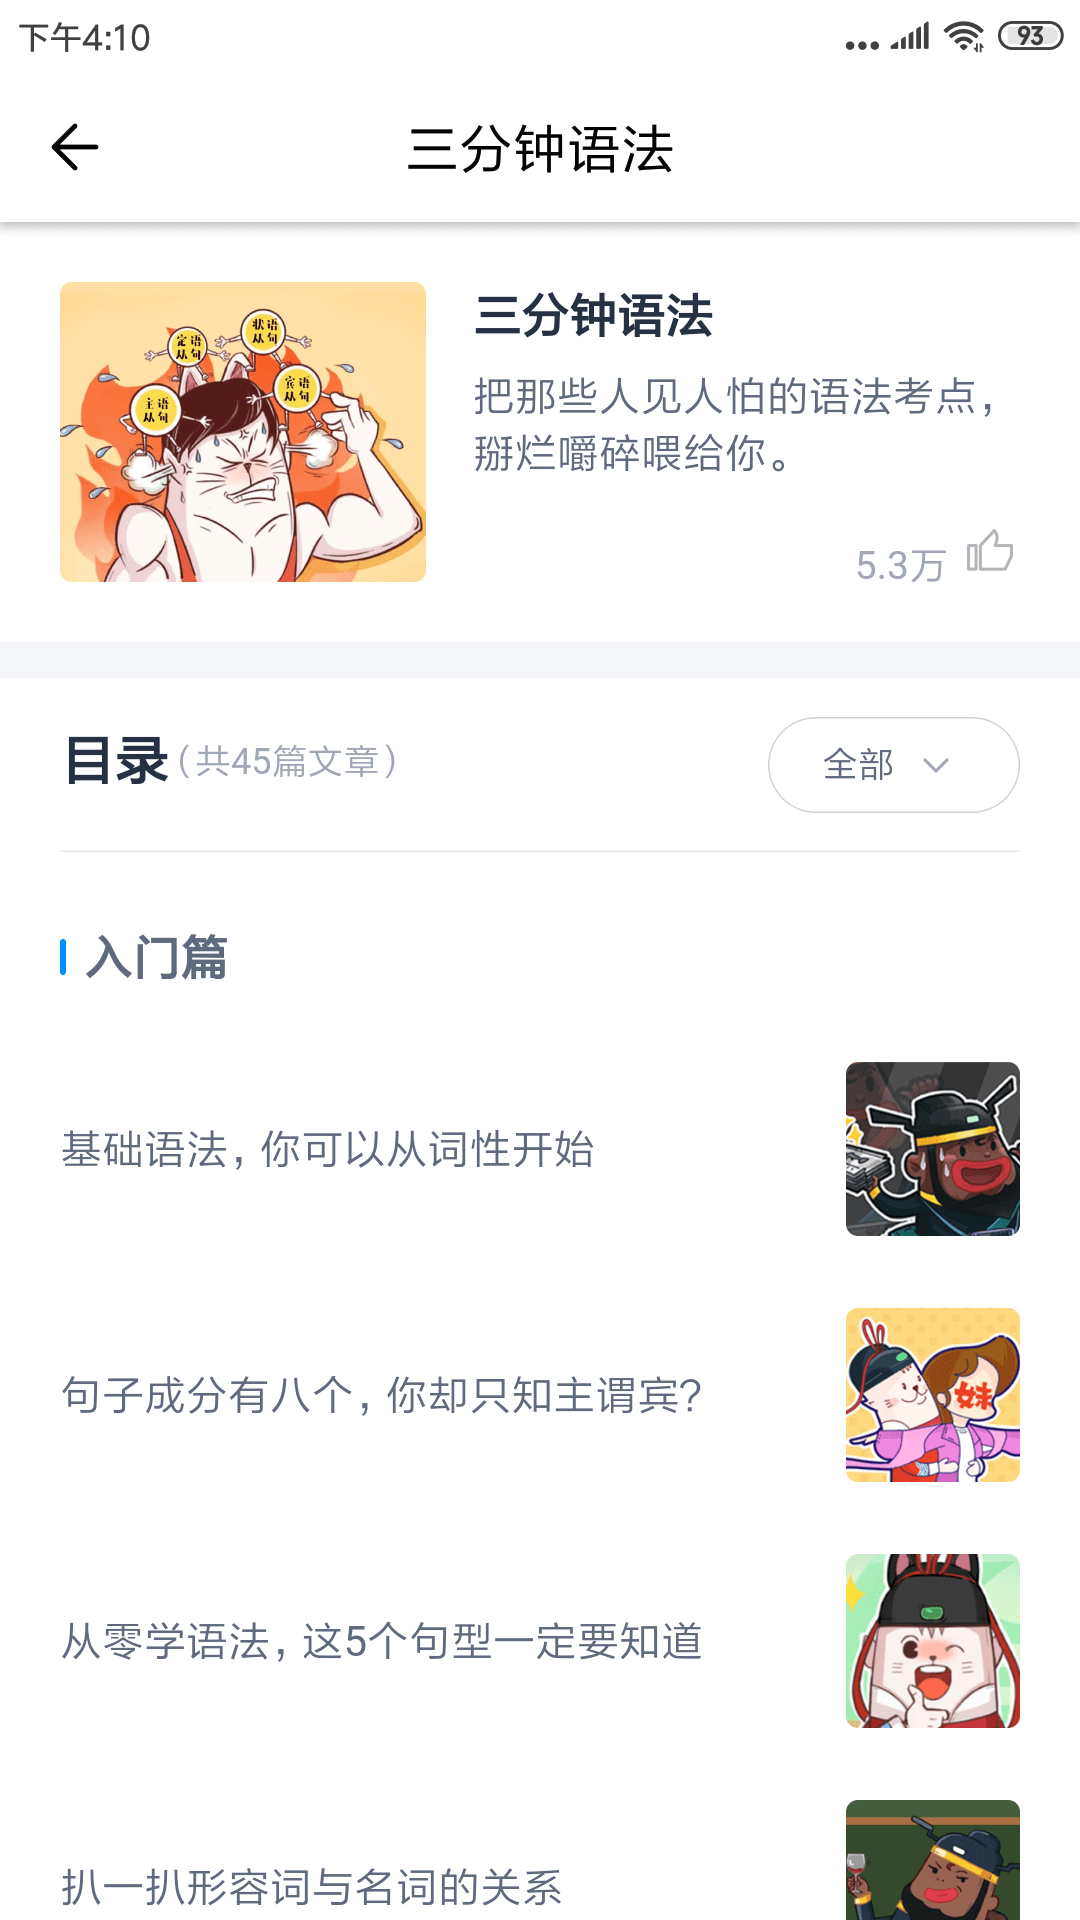 下午4:10
93
三分钟语法
定语
从句
状语
从句
主语
从句
宾语
从句
三分钟语法
把那些人见人怕的语法考点，
掰烂嚼碎喂给你。
5.3万
目录（共45篇文章）
全部
入门篇
基础语法，你可以从词性开始
句子成分有八个，你却只知主谓宾？
妹
从零学语法，这5个句型一定要知道
扒一扒形容词与名词的关系